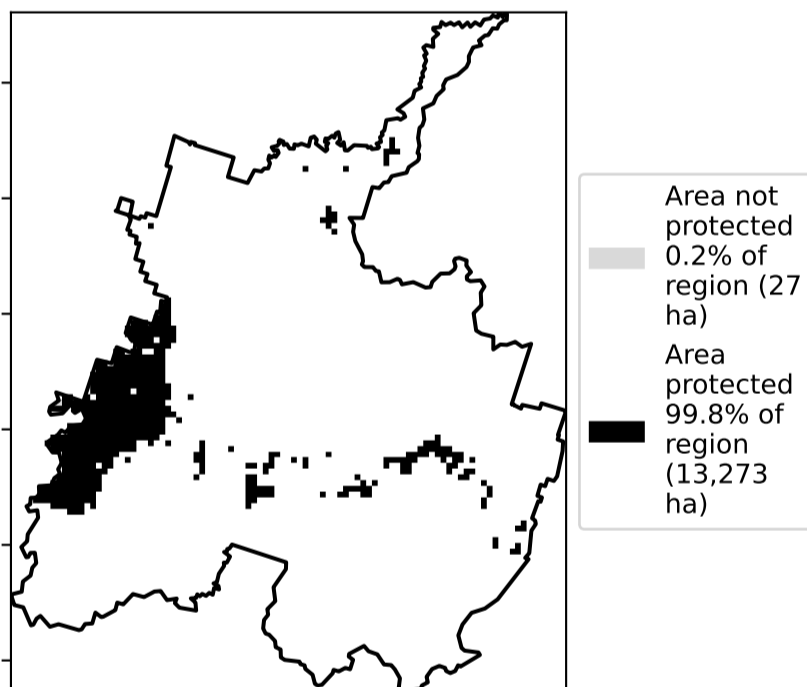 Area not
protected
0.2% of
region (27
ha)
Area
protected
99.8% of
region
(13,273
ha)